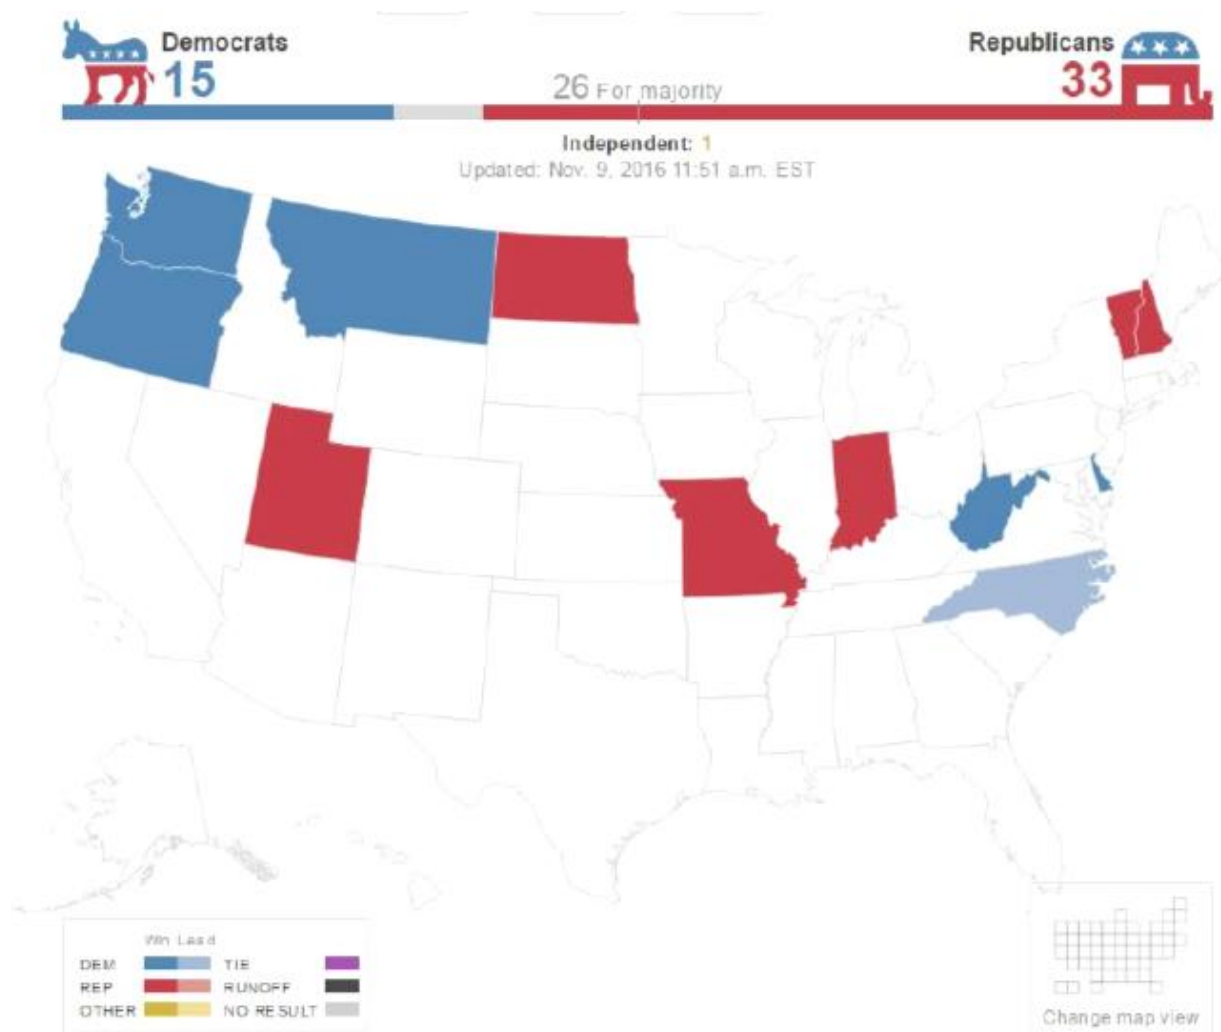 Democrats
15
26 For majority
Republicans
33
Independent: 1
Updated: Nov. 9, 2016 11:51 a.m. EST
Win Lead
DEM TIE
REP RUNOFF
OTHER NO RESULT
Change map view